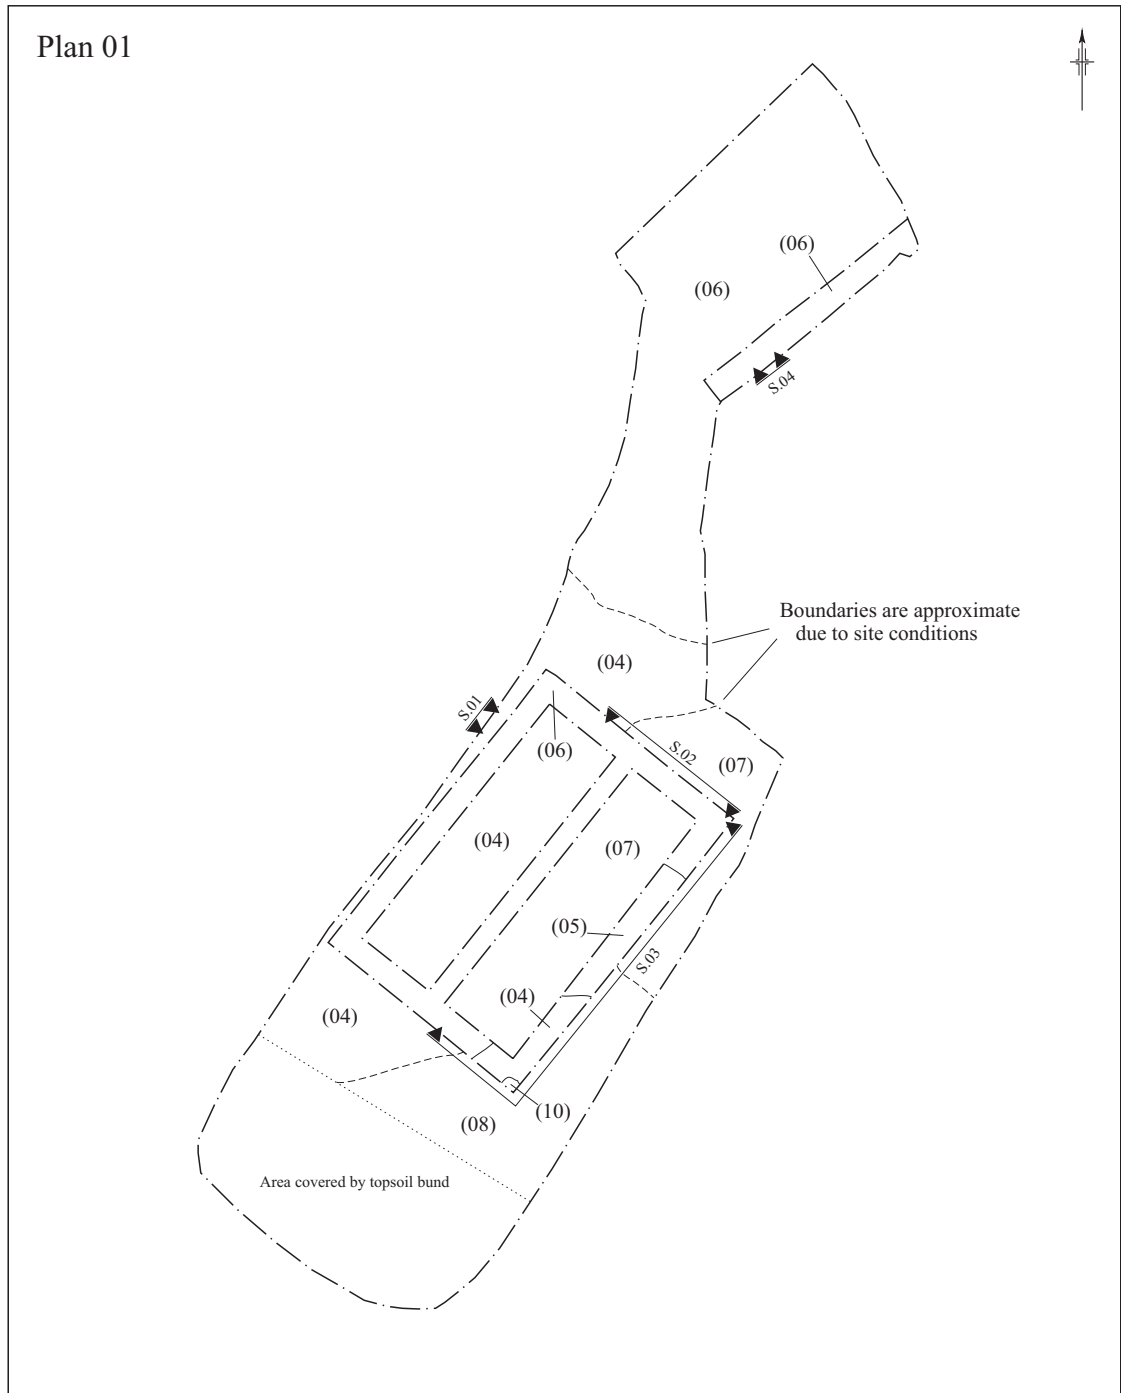 Plan 01
(06)
(06)
S.04
Boundaries are approximate
due to site conditions
(04)
S.01
(06)
S.02
(07)
(04)
(07)
(05)
S.03
(04)
(04)
(10)
(08)
Area covered by topsoil bund